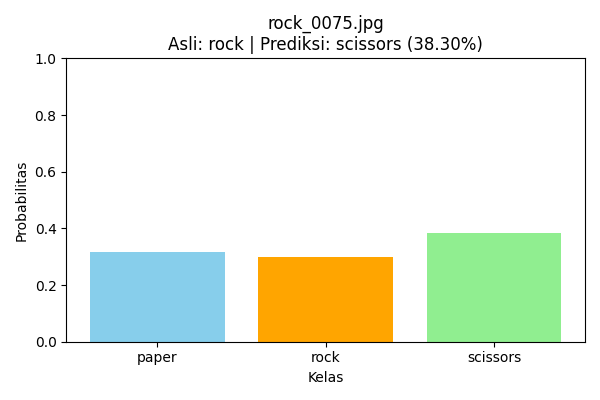 rock_0075.jpg
Asli: rock | Prediksi: scissors (38.30%)
1.0
0.8
0.6
0.4
0.2
0.0
Probabilitas
paper rock scissors
Kelas